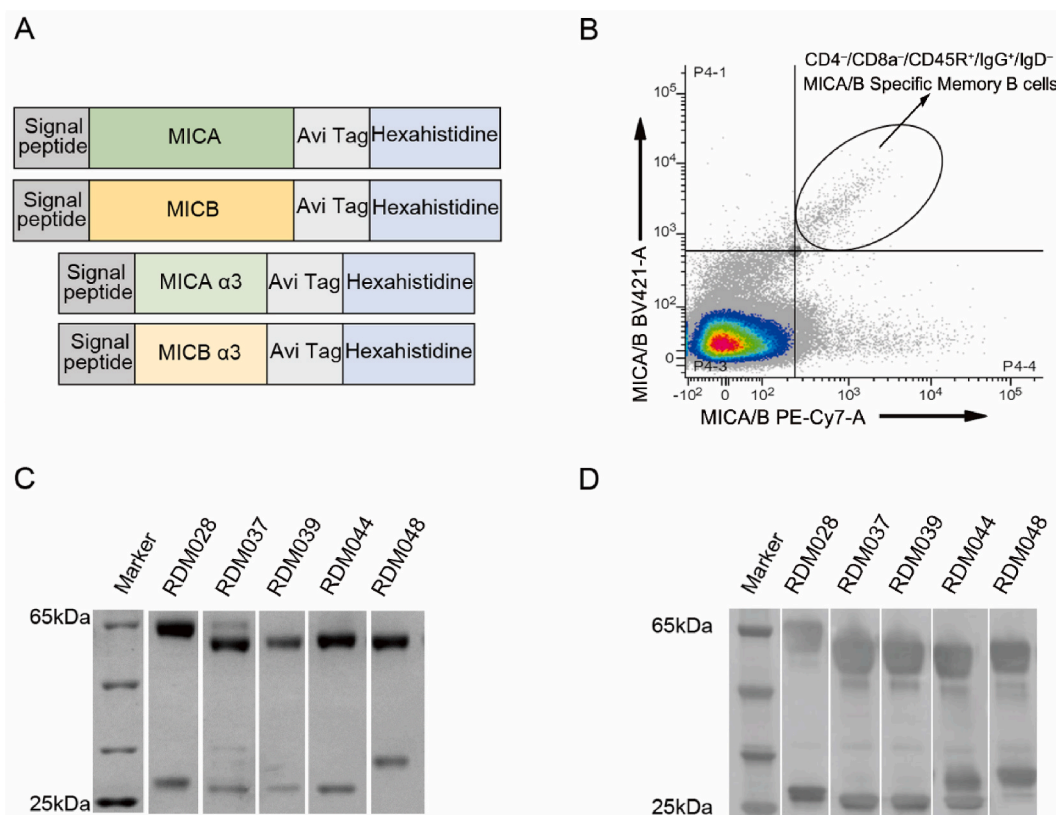 A
Signal peptide MICA Avi Tag Hexahistidine
Signal peptide MICB Avi Tag Hexahistidine
Signal peptide MICA α3 Avi Tag Hexahistidine
Signal peptide MICB α3 Avi Tag Hexahistidine
B
CD4⁻/CD8a⁻/CD45R⁺/IgG⁺/IgD⁻
MICA/B Specific Memory B cells
P4-1
10⁵
10⁴
10³
10²
0
P4-3
P4-4
-10² 0 10² 10³ 10⁴ 10⁵
MICA/B BV421-A
MICA/B PE-Cy7-A
C
Marker RDM028 RDM037 RDM039 RDM044 RDM048
65kDa
25kDa
D
Marker RDM028 RDM037 RDM039 RDM044 RDM048
65kDa
25kDa